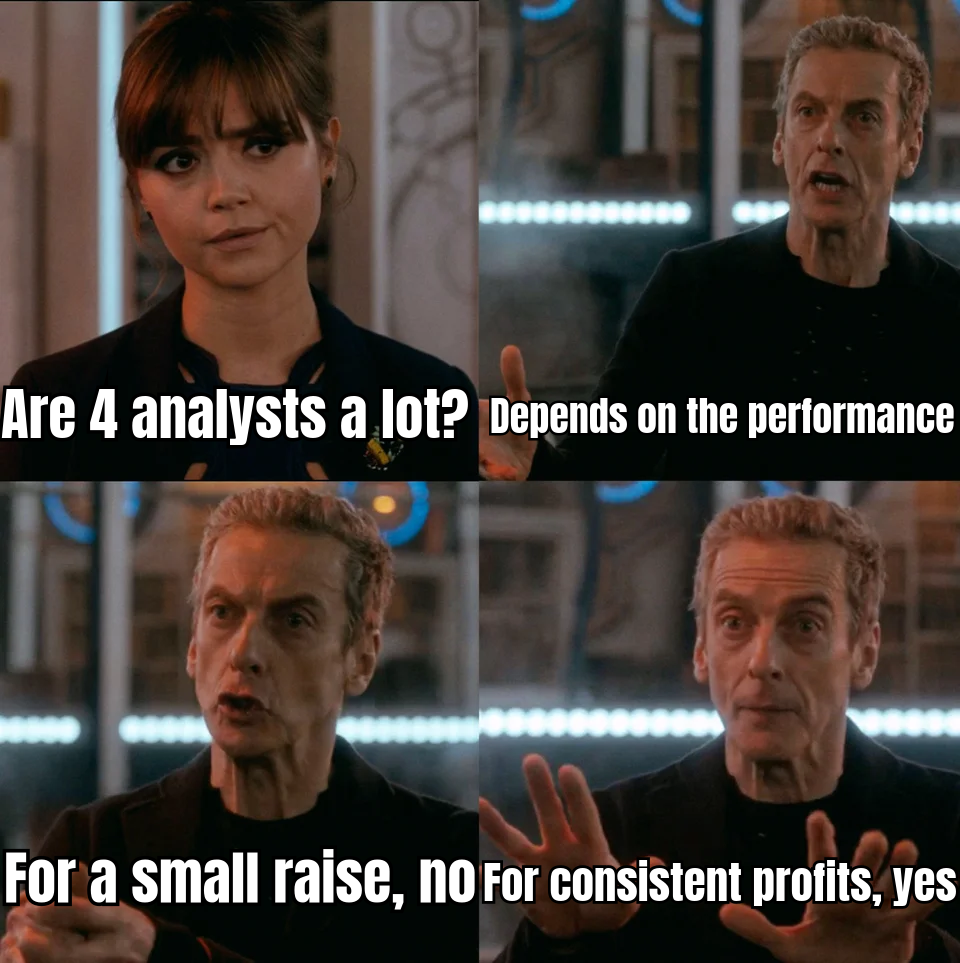 Are 4 analysts a lot?
Depends on the performance
For a small raise, no
For consistent profits, yes